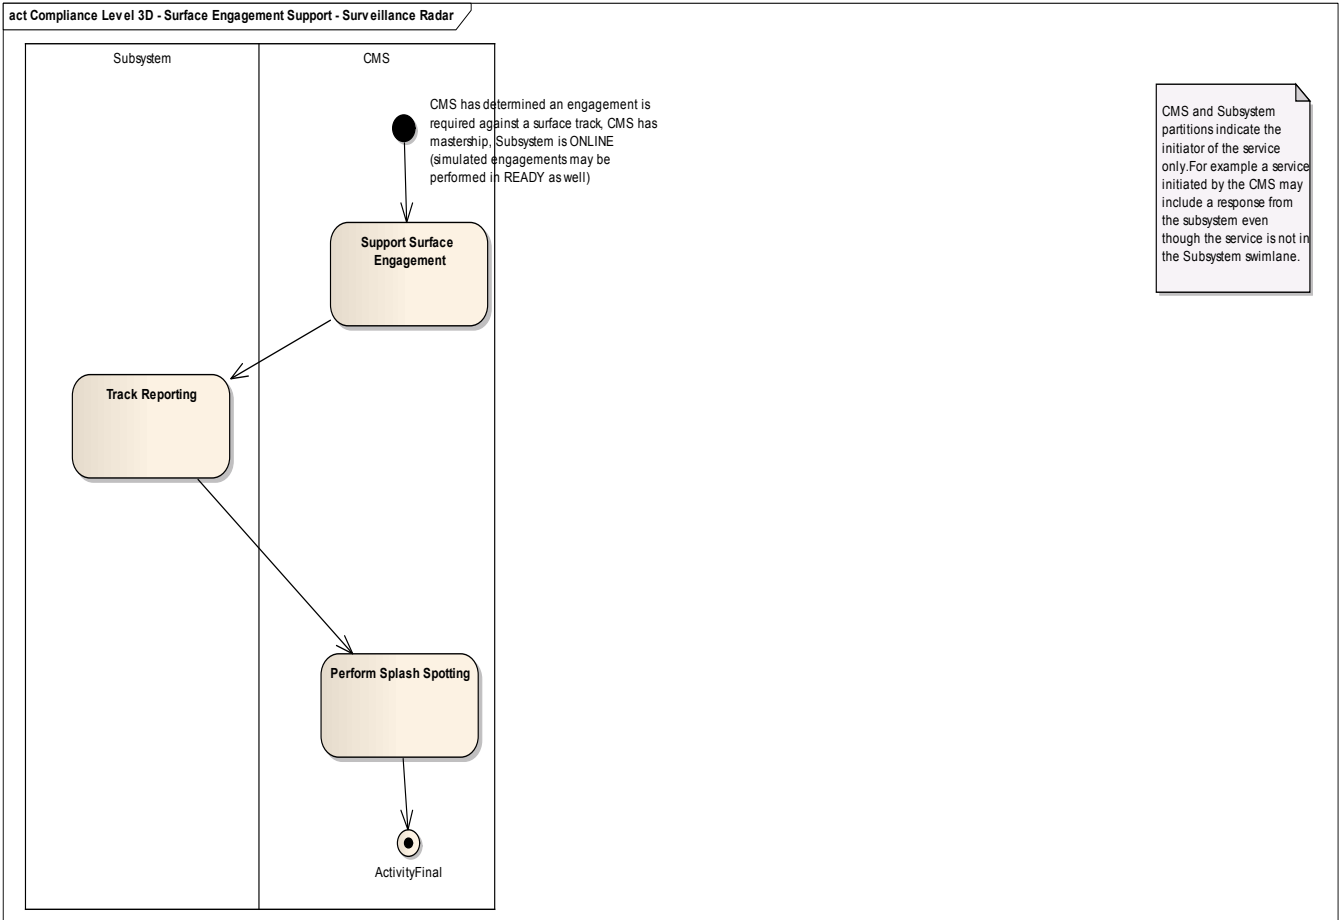 act Compliance Level 3D - Surface Engagement Support - Surveillance Radar
Subsystem
CMS
CMS has determined an engagement is
required against a surface track, CMS has
mastership, Subsystem is ONLINE
(simulated engagements may be
performed in READY as well)
Support Surface
Engagement
Track Reporting
Perform Splash Spotting
ActivityFinal
CMS and Subsystem
partitions indicate the
initiator of the service
only.For example a service
initiated by the CMS may
include a response from
the subsystem even
though the service is not in
the Subsystem swimlane.